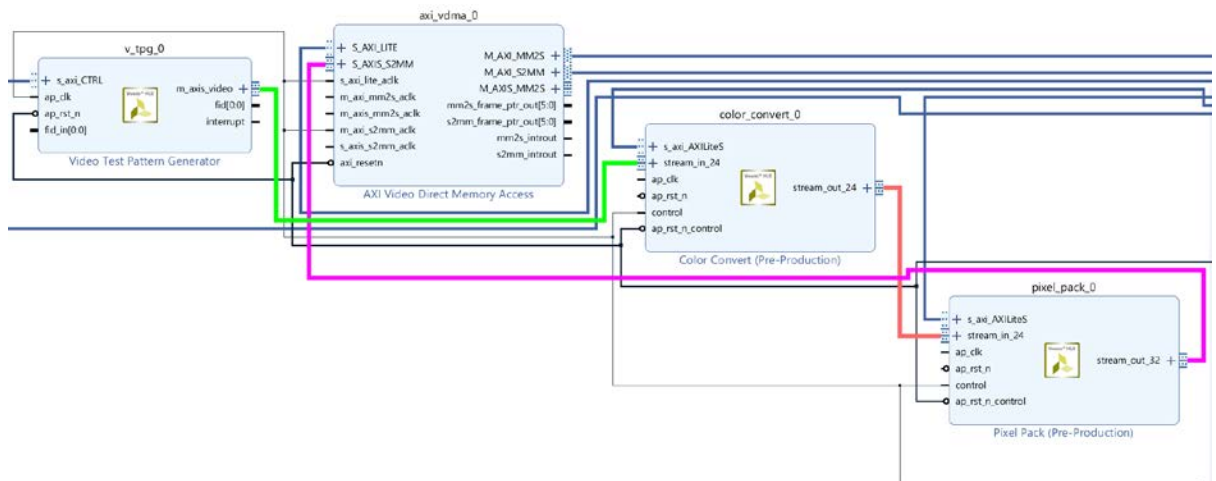 v_tpg_0
s_axi_CTRL
ap_clk
ap_rst_n
fid_in[0:0]
m_axis_video
fid[0:0]
interrupt
Video Test Pattern Generator
axi_vdma_0
S_AXI_LITE
S_AXIS_S2MM
s_axi_lite_aclk
m_axi_mm2s_aclk
m_axis_mm2s_aclk
m_axi_s2mm_aclk
s_axis_s2mm_aclk
axi_resetn
M_AXI_MM2S
M_AXI_S2MM
M_AXIS_MM2S
mm2s_frame_ptr_out[5:0]
s2mm_frame_ptr_out[5:0]
mm2s_introut
s2mm_introut
AXI Video Direct Memory Access
color_convert_0
s_axi_AXILiteS
stream_in_24
ap_clk
ap_rst_n
control
ap_rst_n_control
stream_out_24
Color Convert (Pre-Production)
pixel_pack_0
s_axi_AXILiteS
stream_in_24
ap_clk
ap_rst_n
control
ap_rst_n_control
stream_out_32
Pixel Pack (Pre-Production)